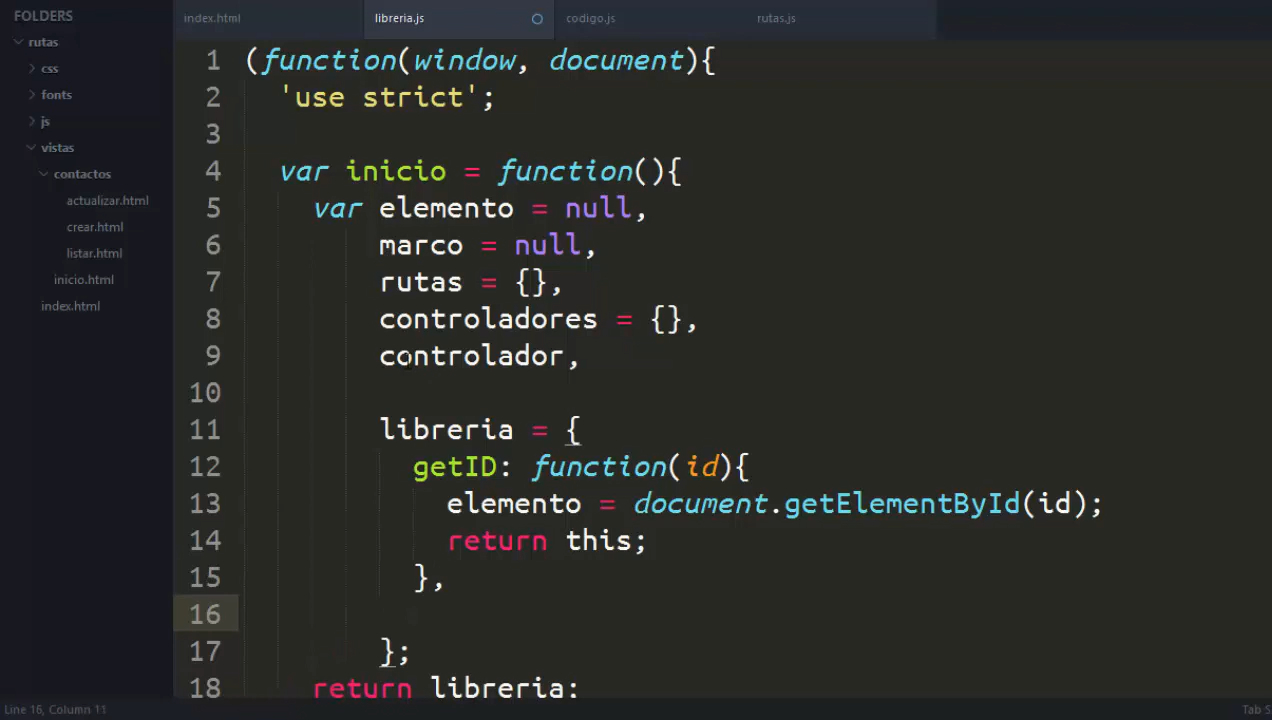 FOLDERS
rutas
css
fonts
js
vistas
contactos
actualizar.html
crear.html
listar.html
inicio.html
index.html
index.html libreria.js codigo.js rutas.js
1 (function(window, document){
2 'use strict';
3
4 var inicio = function(){
5 var elemento = null,
6 marco = null,
7 rutas = {},
8 controladores = {},
9 controlador,
10
11 libreria = {
12 getID: function(id){
13 elemento = document.getElementById(id);
14 return this;
15 },
16
17 };
18 return libreria;
Line 16, Column 11
Tab S